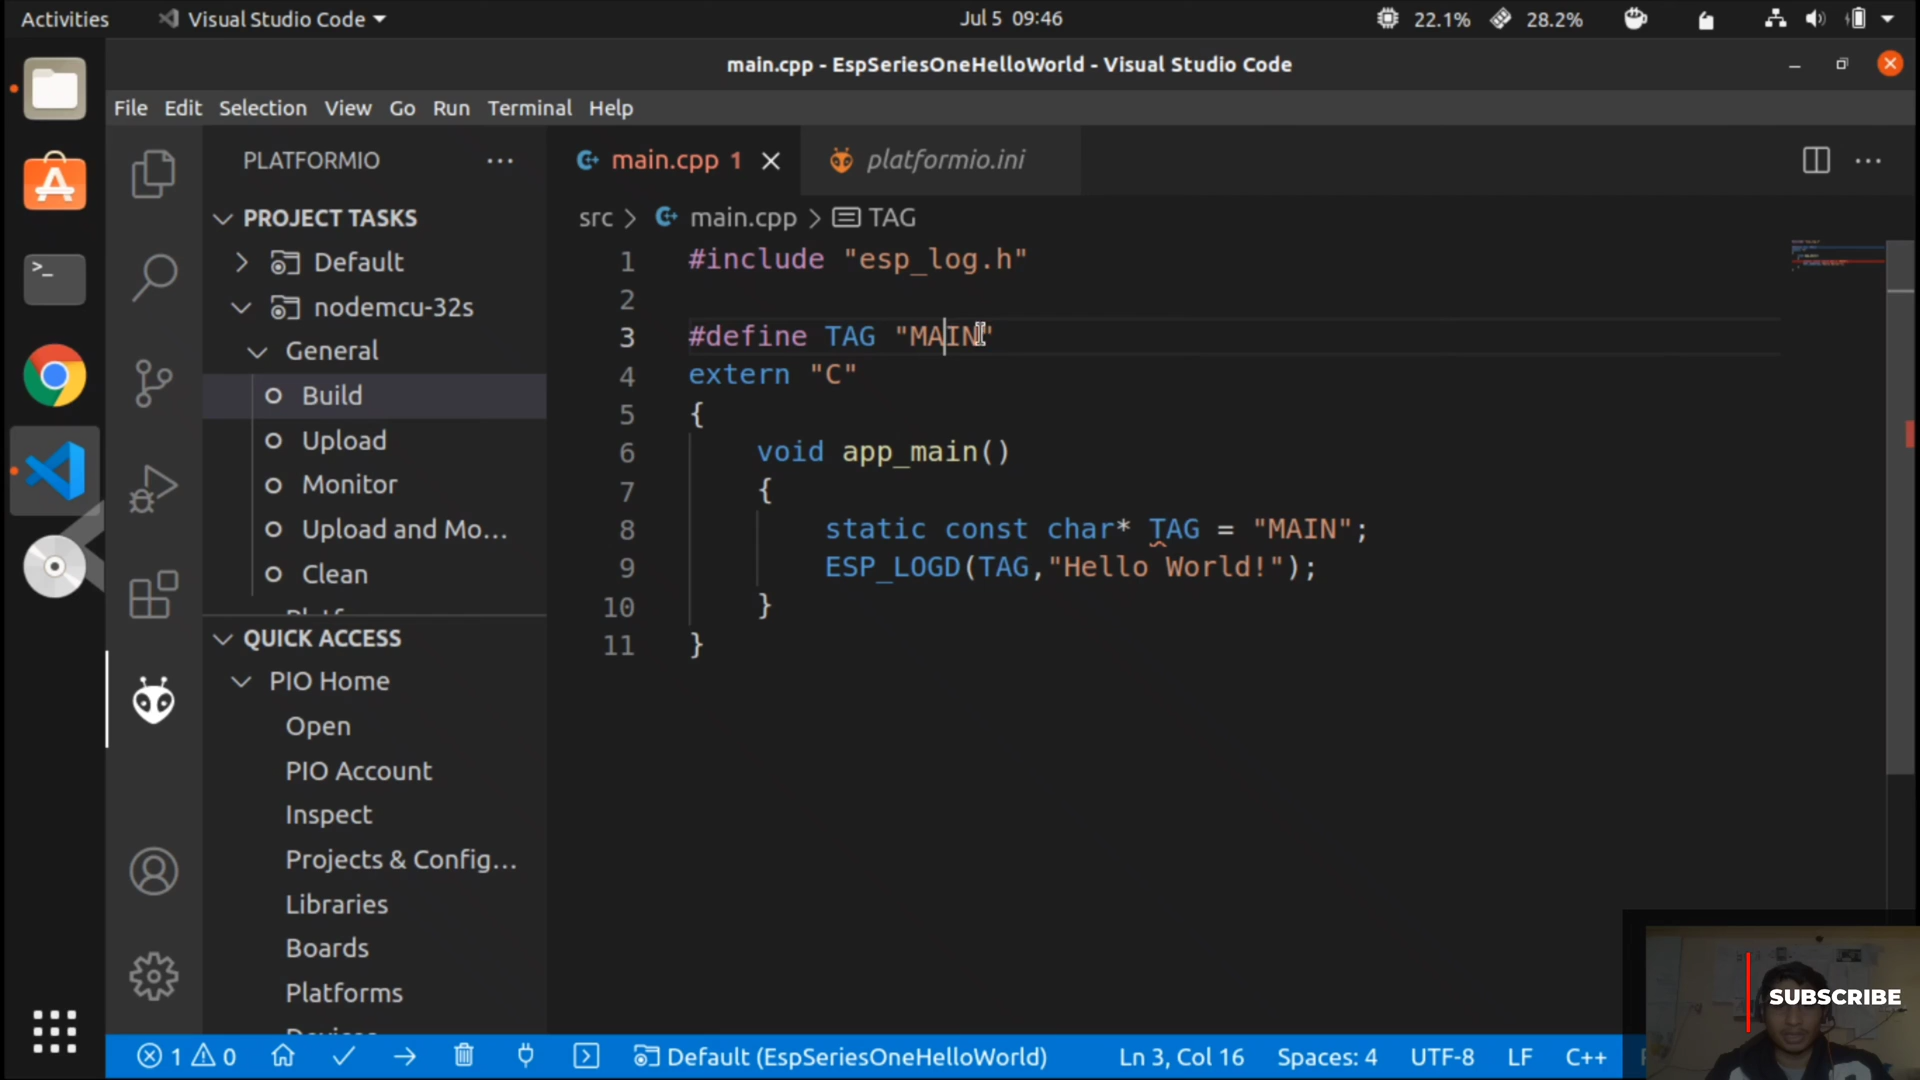 Activities
Visual Studio Code
Jul 5 09:46
22.1%
28.2%
main.cpp - EspSeriesOneHelloWorld - Visual Studio Code
File Edit Selection View Go Run Terminal Help
PLATFORMIO
main.cpp 1
platformio.ini
PROJECT TASKS
Default
nodemcu-32s
General
Build
Upload
Monitor
Upload and Mo...
Clean
QUICK ACCESS
PIO Home
Open
PIO Account
Inspect
Projects & Config...
Libraries
Boards
Platforms
src > main.cpp > TAG
1 #include "esp_log.h"
2
3 #define TAG "MAIN"
4 extern "C"
5 {
6 void app_main()
7 {
8 static const char* TAG = "MAIN";
9 ESP_LOGD(TAG,"Hello World!");
10 }
11 }
SUBSCRIBE
1 0
Default (EspSeriesOneHelloWorld)
Ln 3, Col 16
Spaces: 4
UTF-8
LF
C++